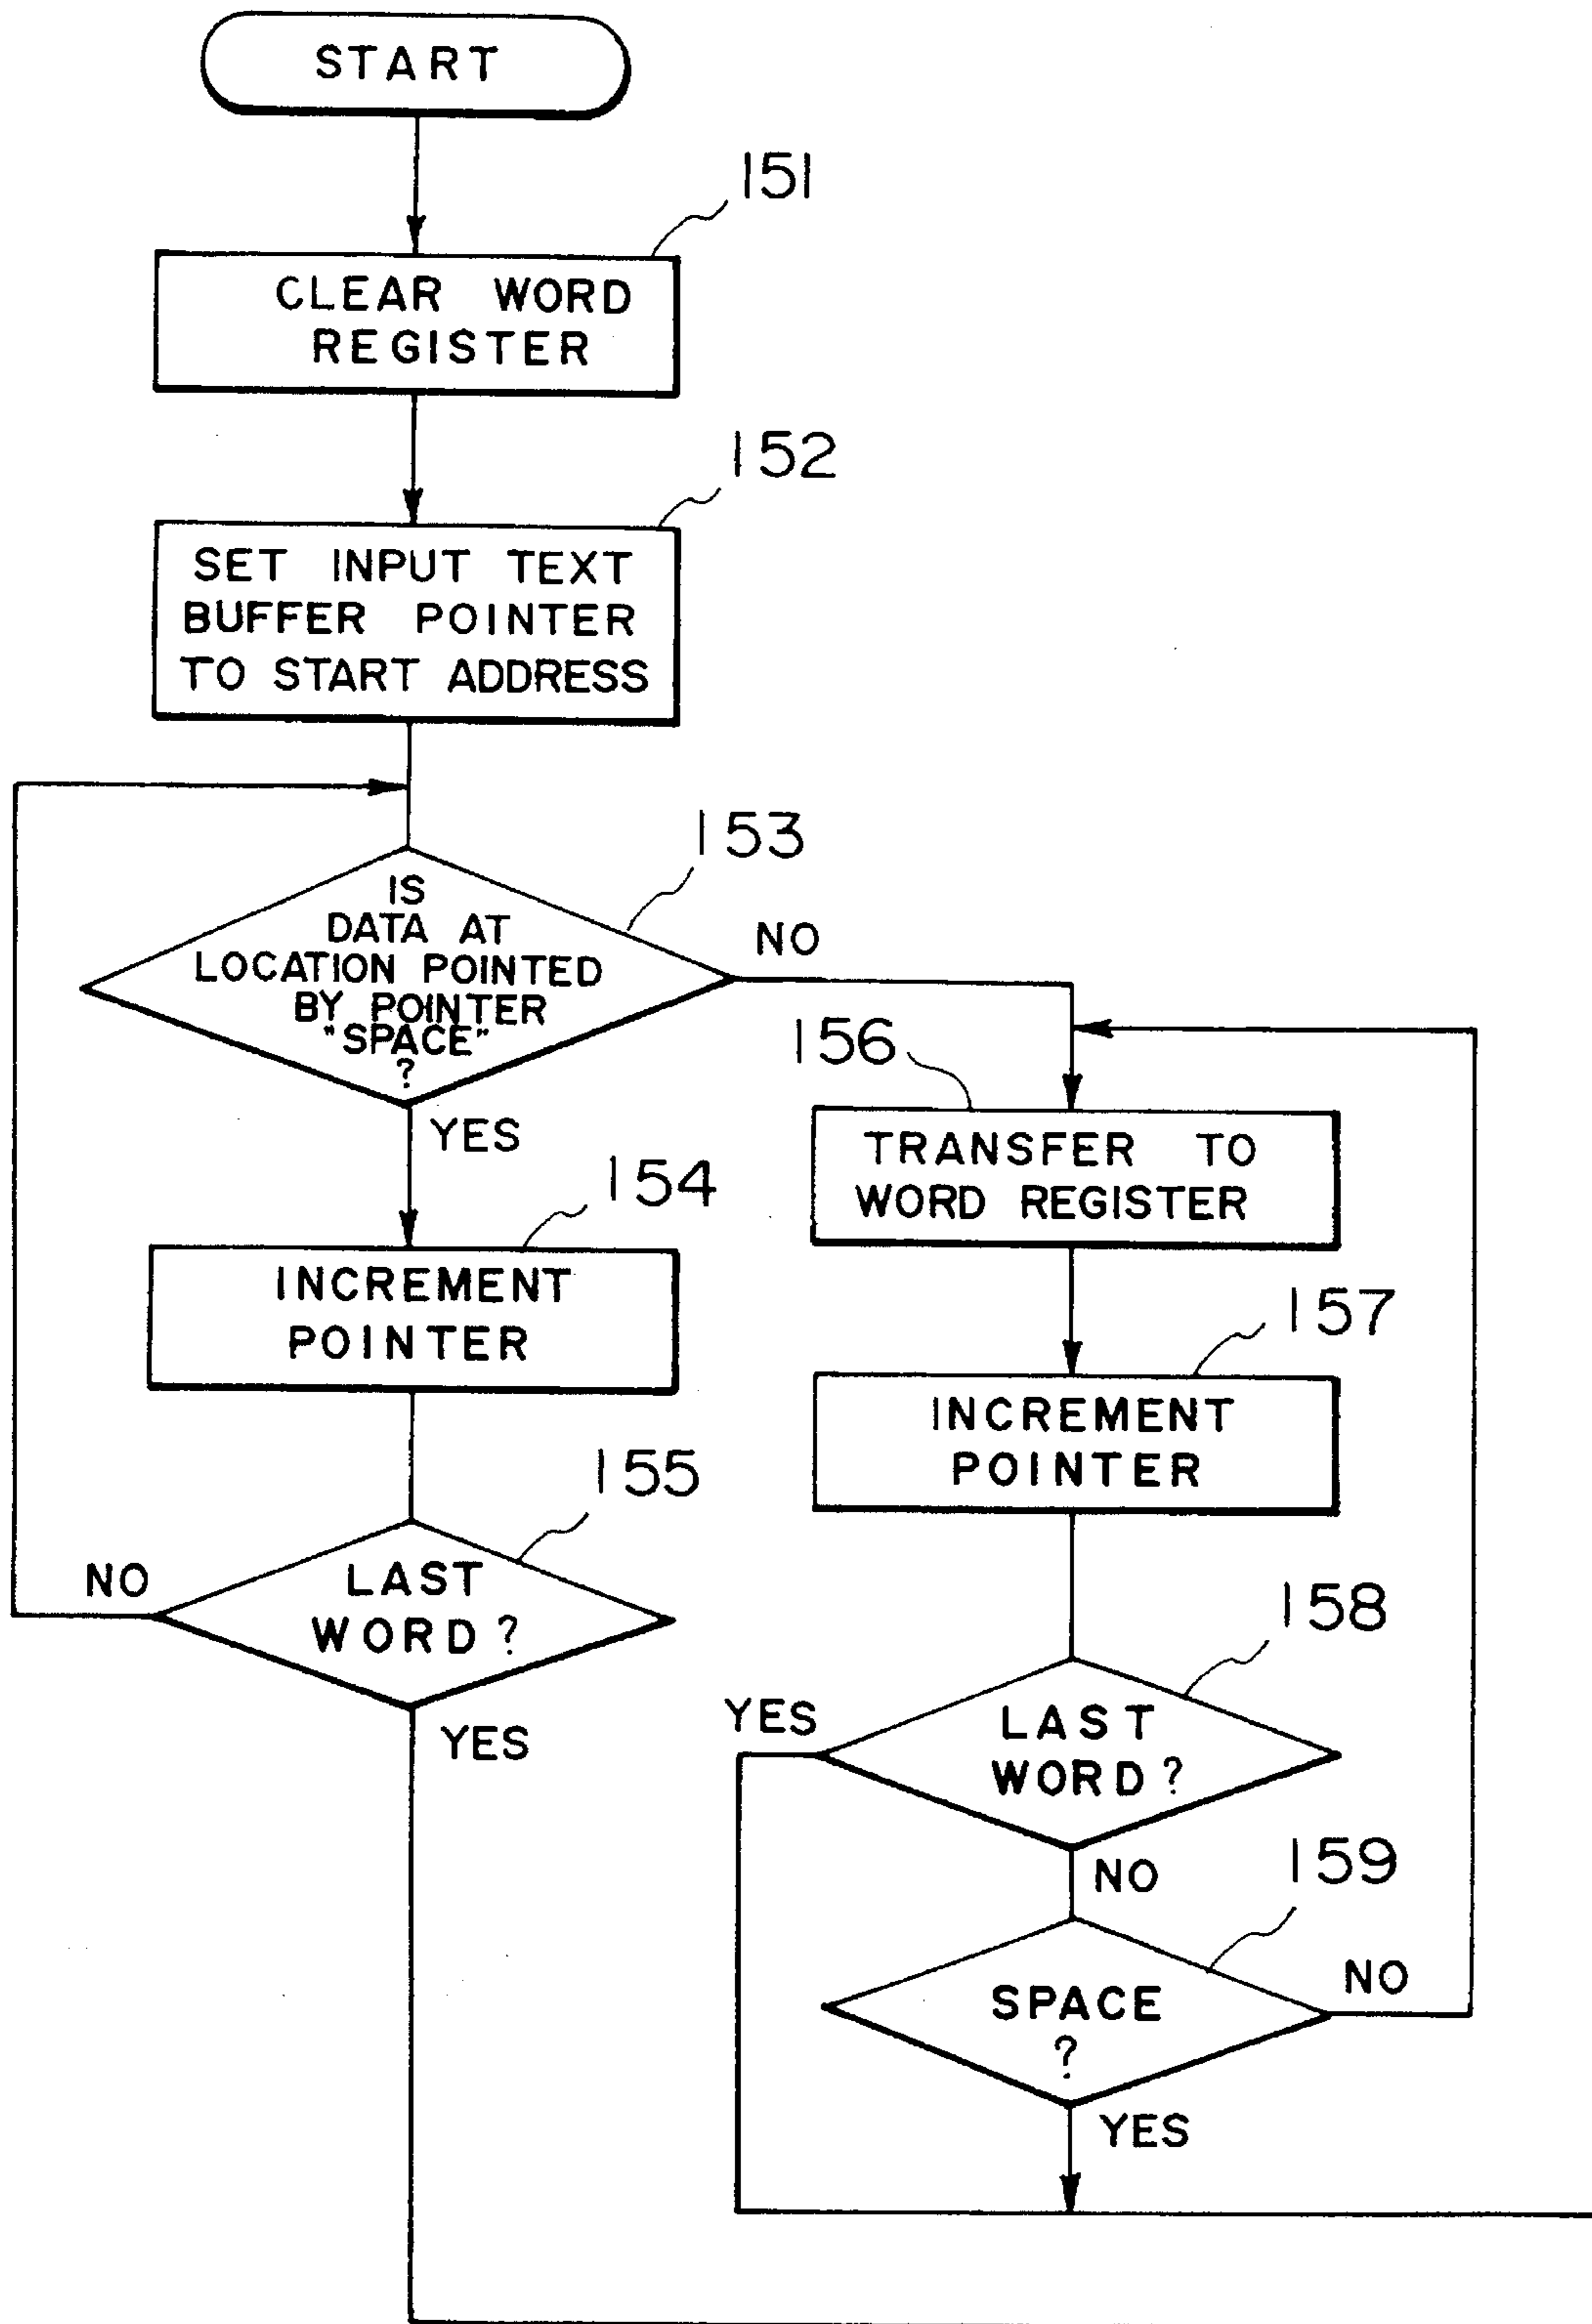 START
151
CLEAR WORD
REGISTER
152
SET INPUT TEXT
BUFFER POINTER
TO START ADDRESS
153
IS
DATA AT
LOCATION POINTED
BY POINTER
"SPACE"
?
NO
YES
154
INCREMENT
POINTER
155
LAST
WORD ?
NO
YES
156
TRANSFER TO
WORD REGISTER
157
INCREMENT
POINTER
158
LAST
WORD ?
YES
NO
159
SPACE
?
NO
YES